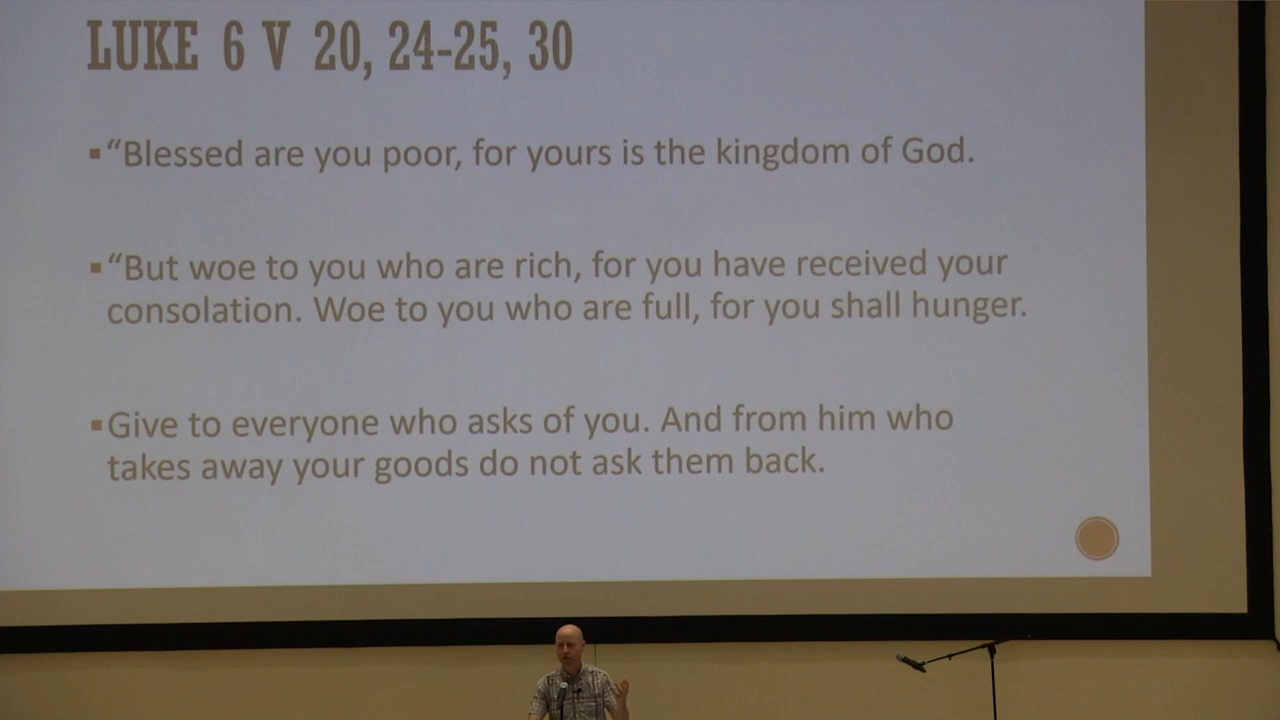 LUKE 6 V 20, 24-25, 30
▪“Blessed are you poor, for yours is the kingdom of God.
▪“But woe to you who are rich, for you have received your
consolation. Woe to you who are full, for you shall hunger.
▪Give to everyone who asks of you. And from him who
takes away your goods do not ask them back.